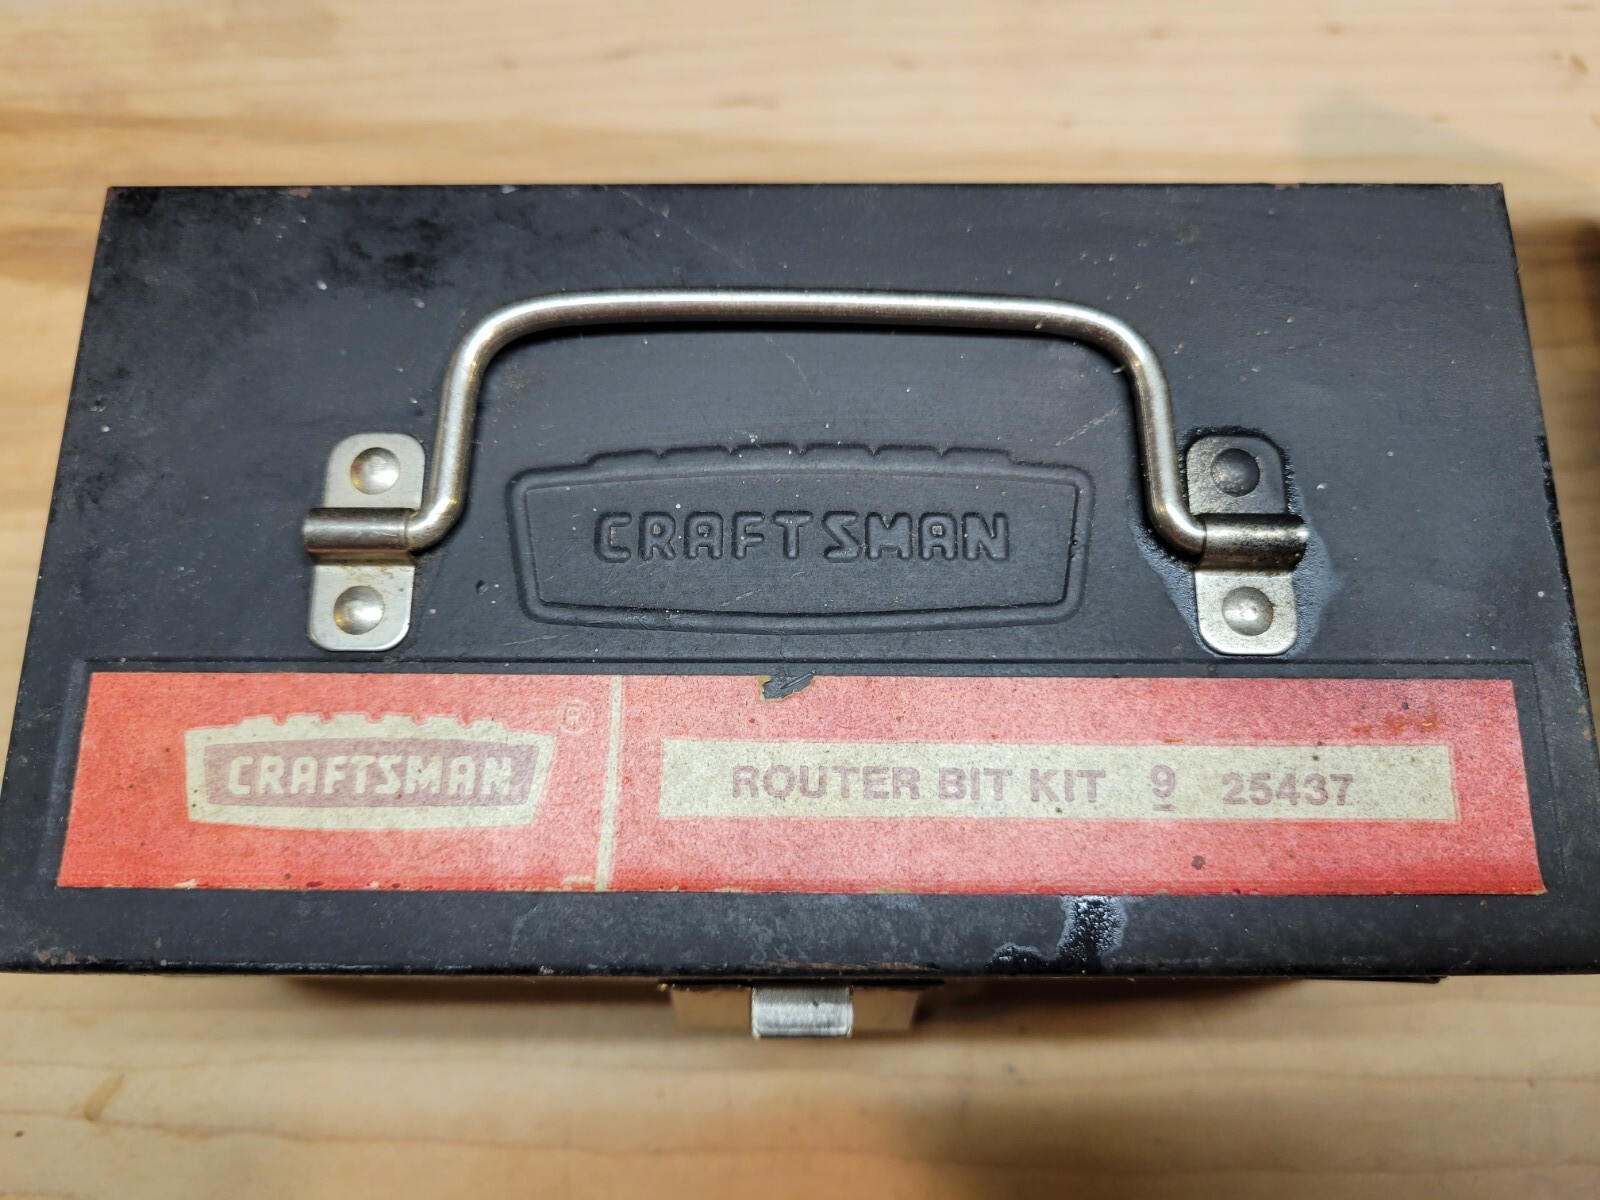 CRAFTSMAN
CRAFTSMAN ®
ROUTER BIT KIT 9 25437